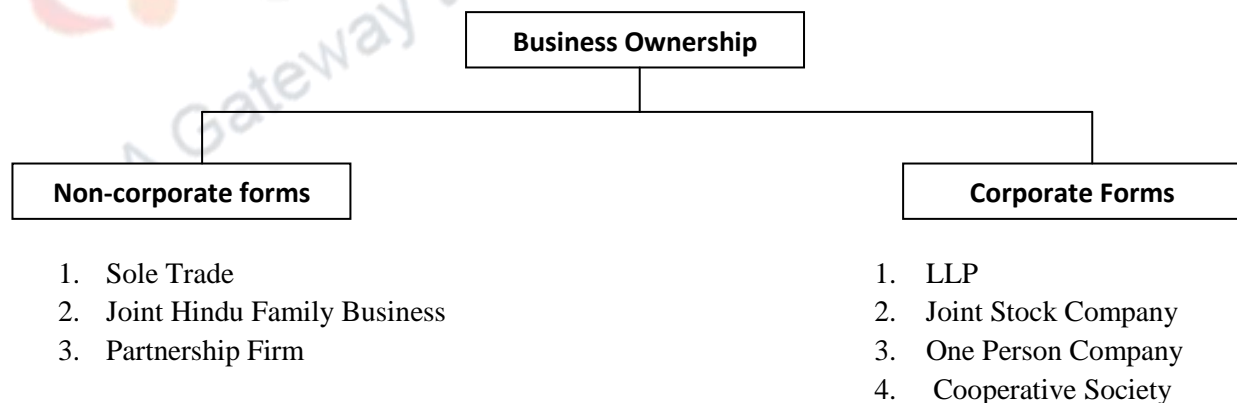 A Gateway
Business Ownership
Non-corporate forms
1. Sole Trade
2. Joint Hindu Family Business
3. Partnership Firm
Corporate Forms
1. LLP
2. Joint Stock Company
3. One Person Company
4. Cooperative Society